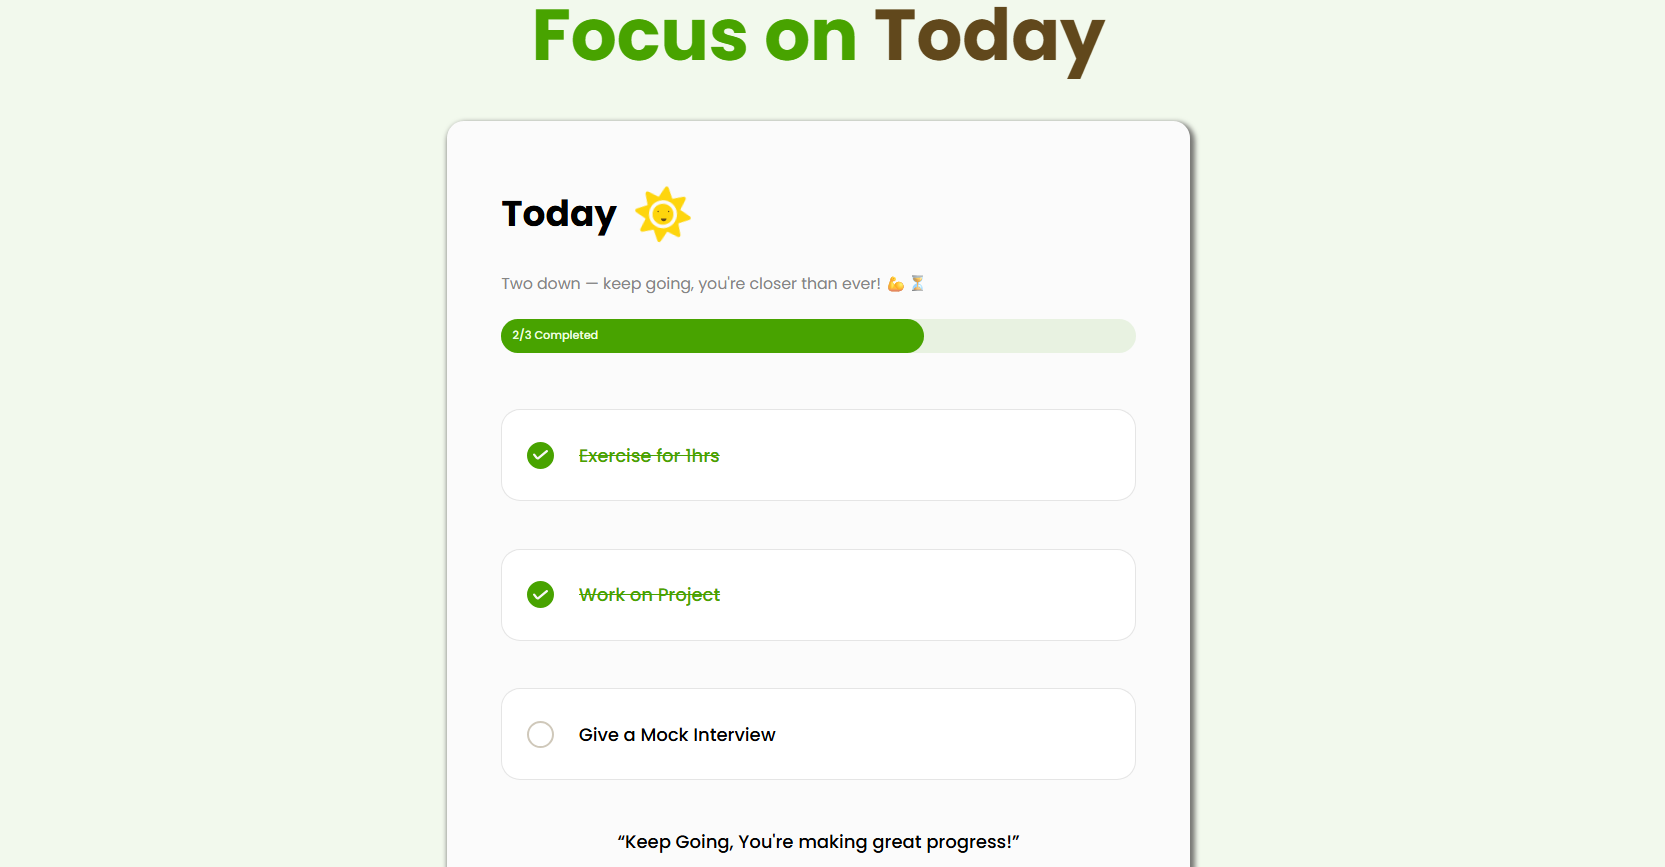 Focus on Today
Today
Two down — keep going, you're closer than ever! 💪⏳
2/3 Completed
Exercise for 1hrs
Work on Project
Give a Mock Interview
“Keep Going, You're making great progress!”